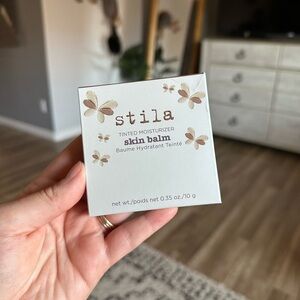 stila
TINTED MOISTURIZER
skin balm
Baume Hydratant Teinté
net wt./poids net 0.35 oz./10 g